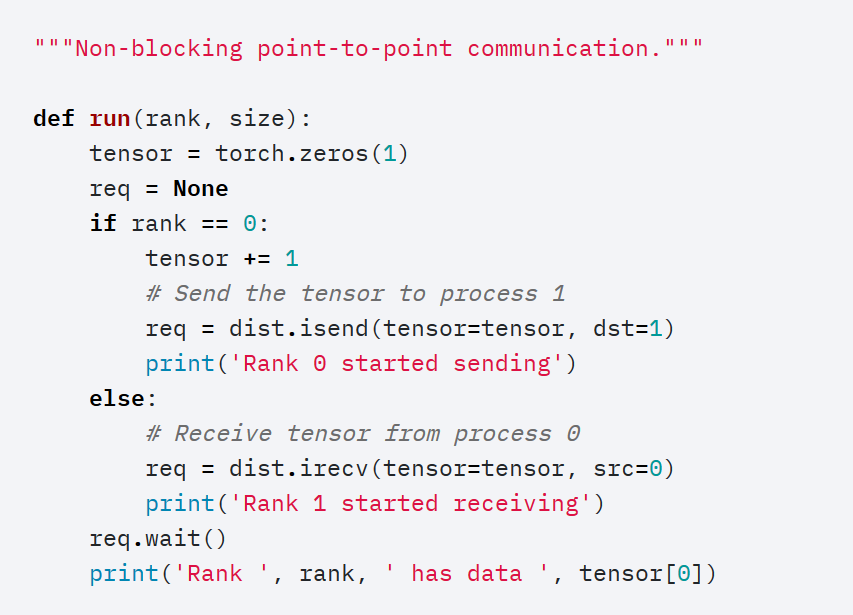 """Non-blocking point-to-point communication."""
def run(rank, size):
    tensor = torch.zeros(1)
    req = None
    if rank == 0:
        tensor += 1
        # Send the tensor to process 1
        req = dist.isend(tensor=tensor, dst=1)
        print('Rank 0 started sending')
    else:
        # Receive tensor from process 0
        req = dist.irecv(tensor=tensor, src=0)
        print('Rank 1 started receiving')
    req.wait()
    print('Rank ', rank, ' has data ', tensor[0])